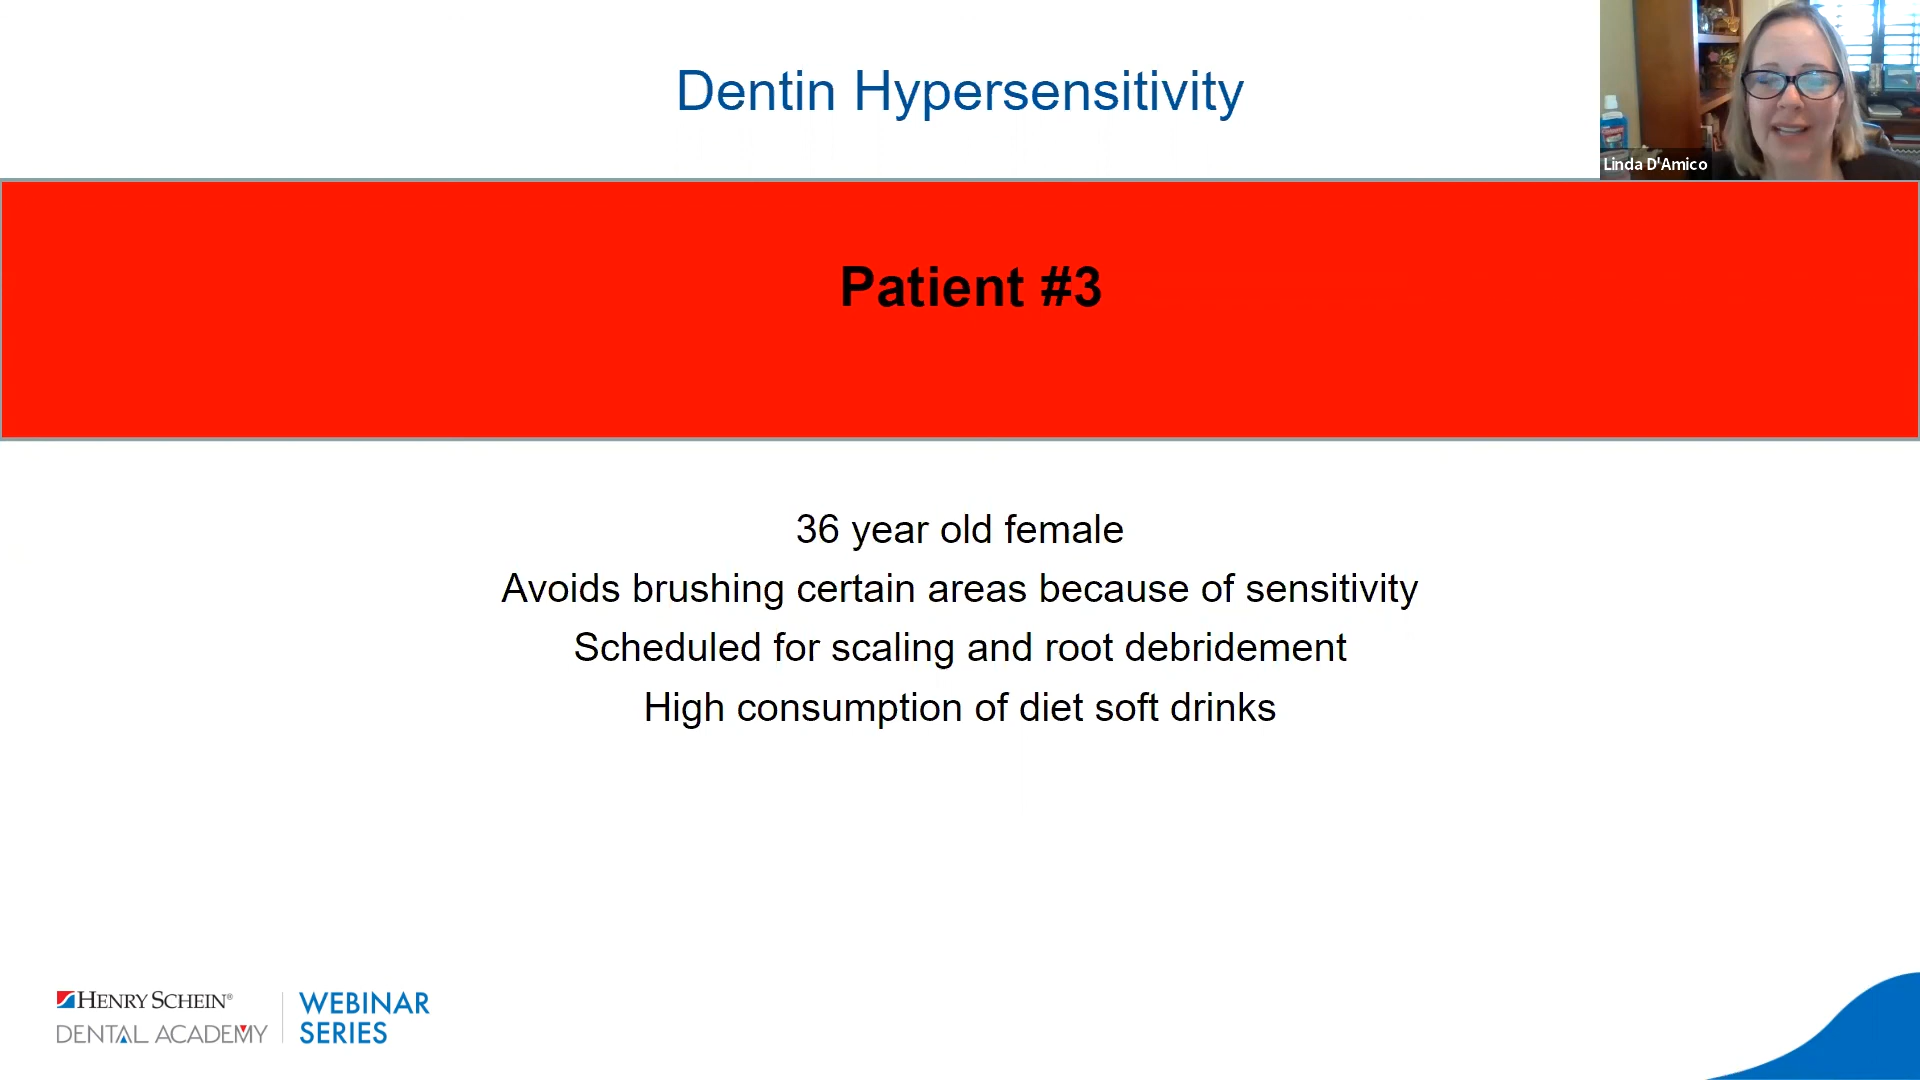 Dentin Hypersensitivity
Linda D'Amico
Patient #3
36 year old female
Avoids brushing certain areas because of sensitivity
Scheduled for scaling and root debridement
High consumption of diet soft drinks
HENRY SCHEIN®
DENTAL ACADEMY
WEBINAR
SERIES